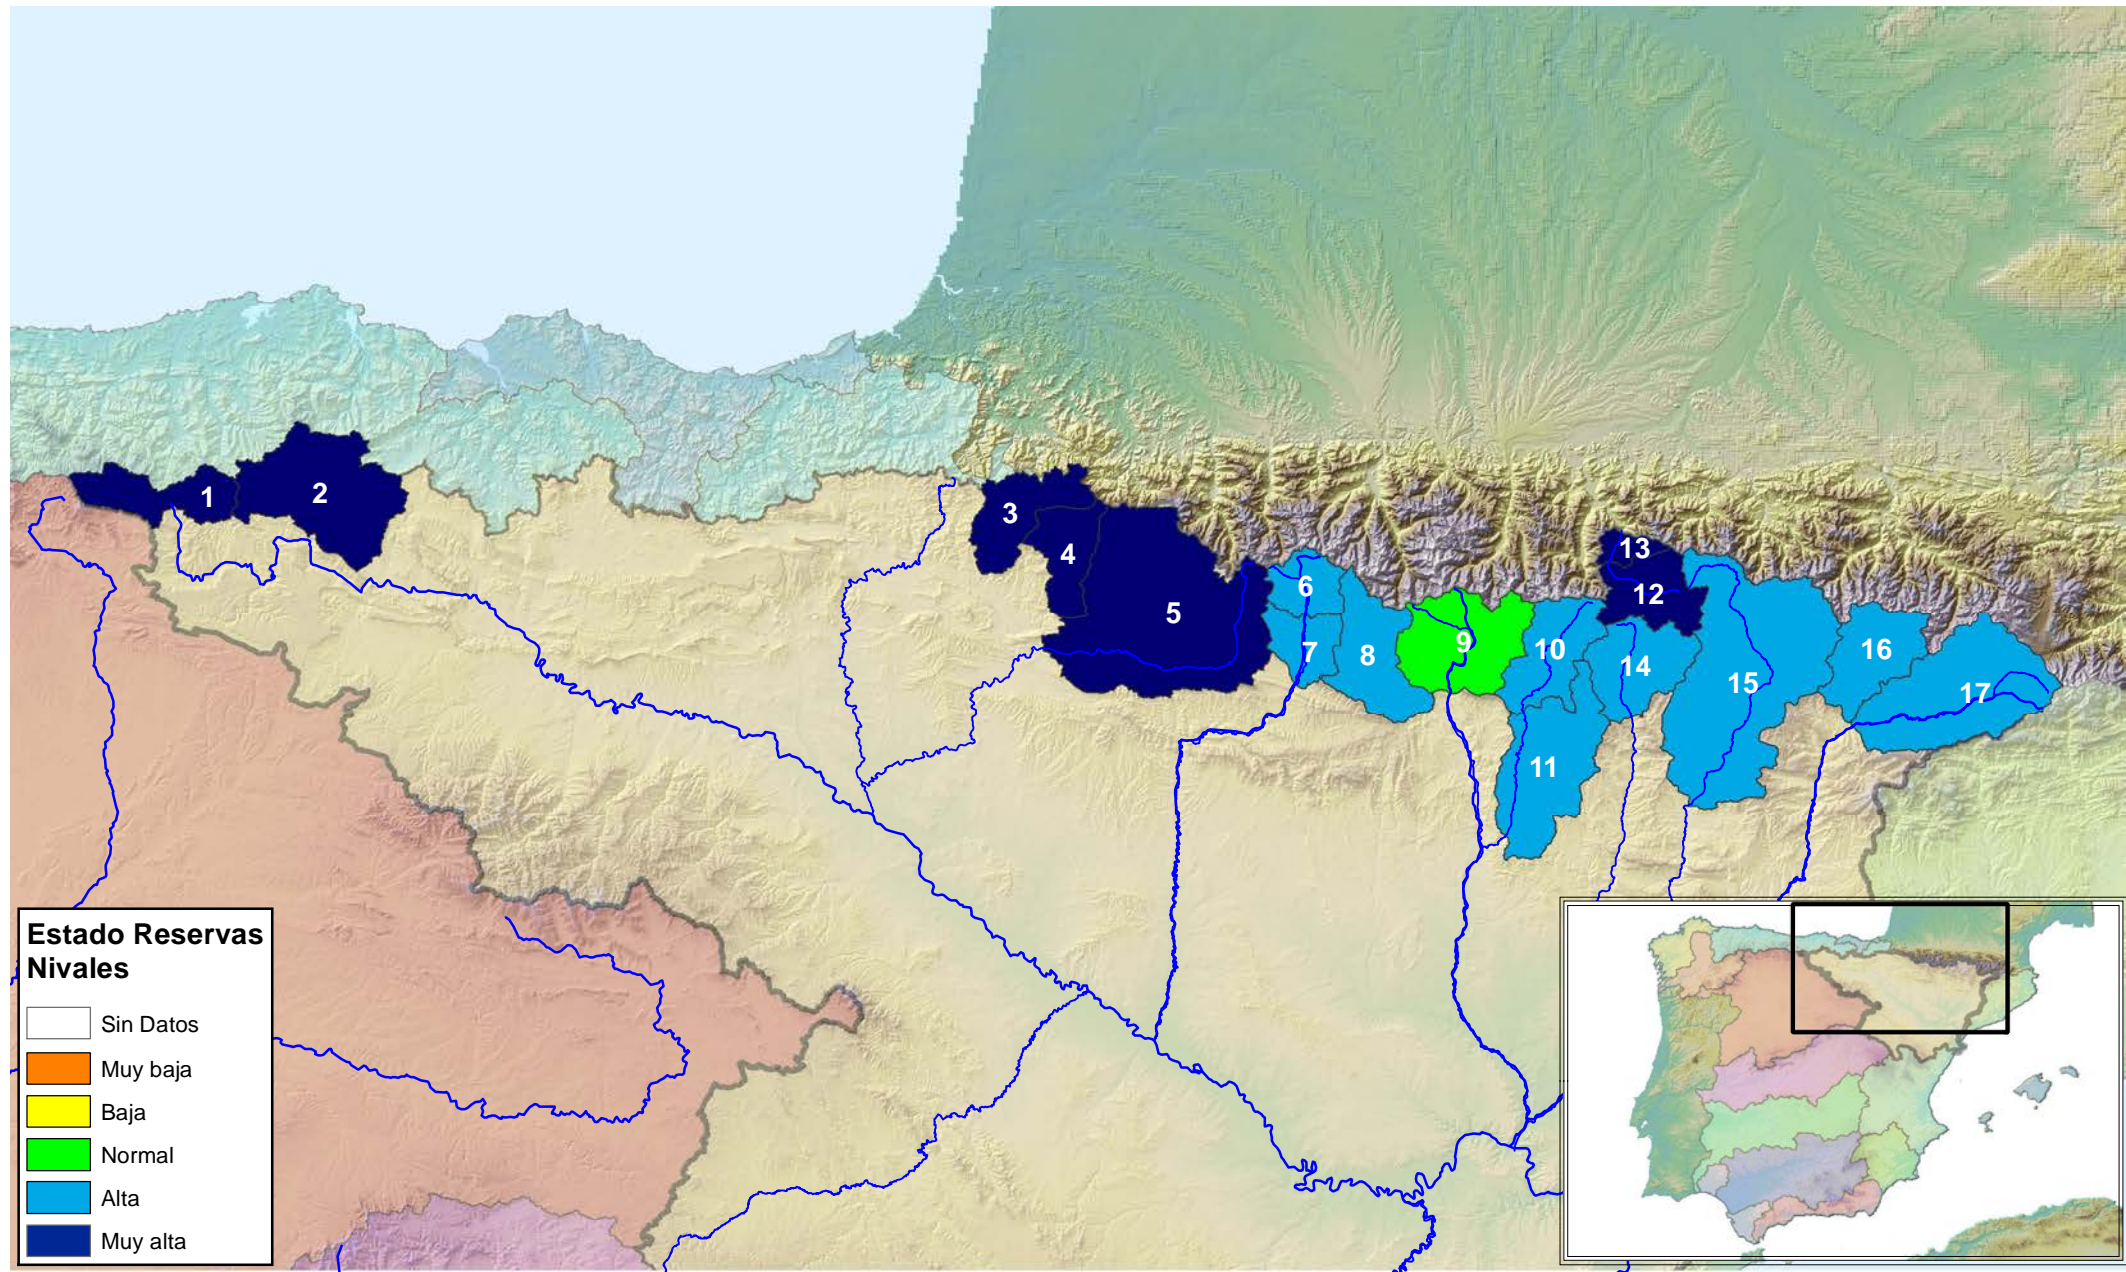 1
2
3
4
5
6
7
8
9
10
11
12
13
14
15
16
17
Estado Reservas
Nivales
Sin Datos
Muy baja
Baja
Normal
Alta
Muy alta